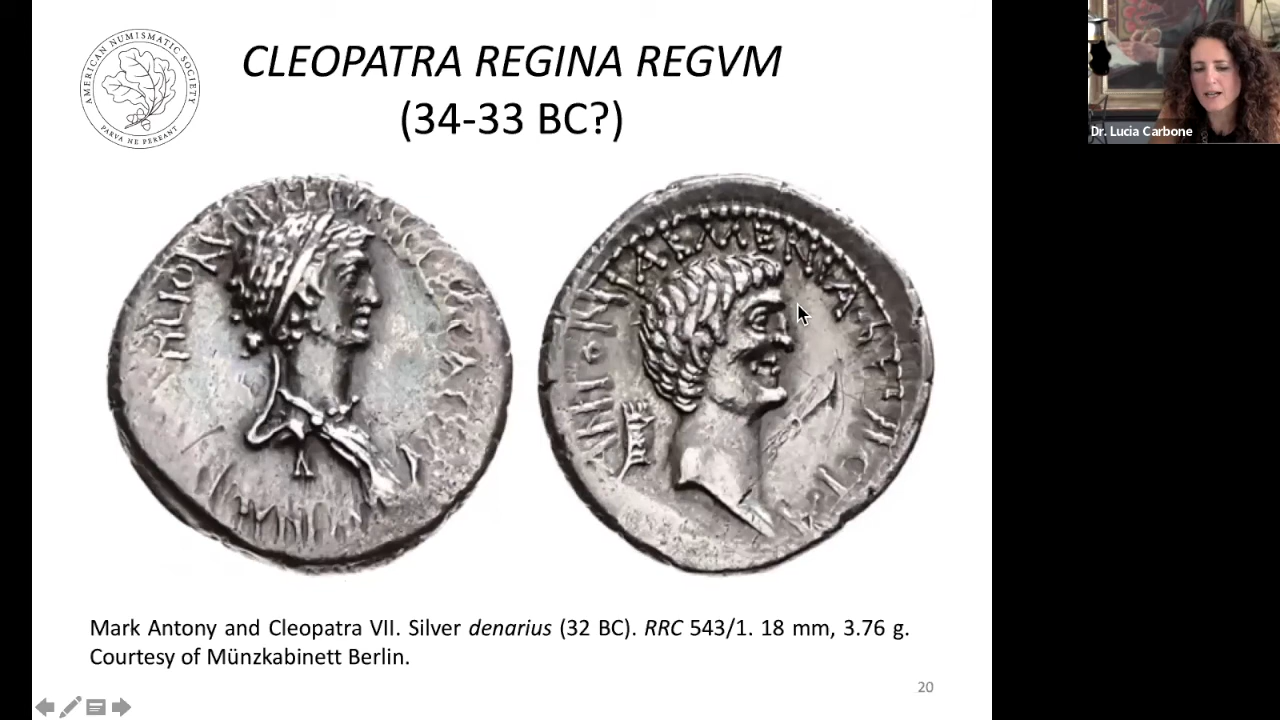 AMERICAN NUMISMATIC SOCIETY
PARVA NE PEREANT
CLEOPATRA REGINA REGVM
(34-33 BC?)
Dr. Lucia Carbone
Mark Antony and Cleopatra VII. Silver denarius (32 BC). RRC 543/1. 18 mm, 3.76 g.
Courtesy of Münzkabinett Berlin.
20